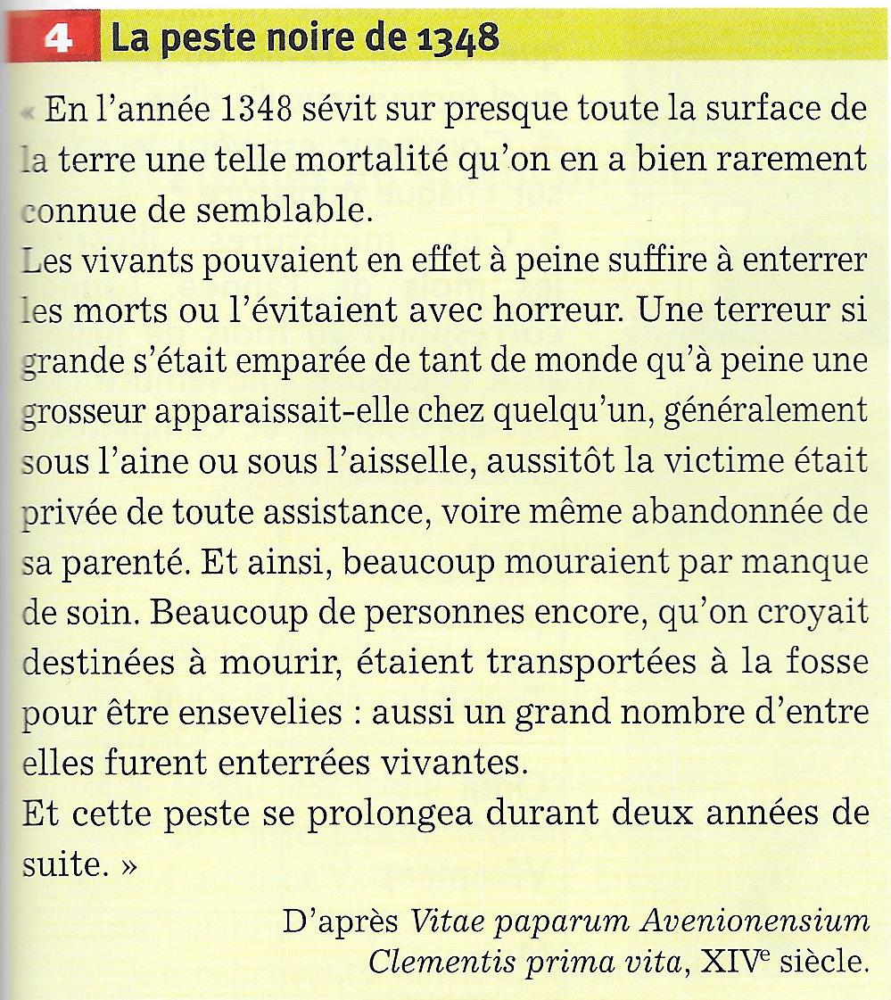 4 La peste noire de 1348
« En l’année 1348 sévit sur presque toute la surface de
la terre une telle mortalité qu’on en a bien rarement
connue de semblable.
Les vivants pouvaient en effet à peine suffire à enterrer
les morts ou l’évitaient avec horreur. Une terreur si
grande s’était emparée de tant de monde qu’à peine une
grosseur apparaissait-elle chez quelqu’un, généralement
sous l’aine ou sous l’aisselle, aussitôt la victime était
privée de toute assistance, voire même abandonnée de
sa parenté. Et ainsi, beaucoup mouraient par manque
de soin. Beaucoup de personnes encore, qu’on croyait
destinées à mourir, étaient transportées à la fosse
pour être ensevelies : aussi un grand nombre d’entre
elles furent enterrées vivantes.
Et cette peste se prolongea durant deux années de
suite. »
D’après Vitae paparum Avenionensium
Clementis prima vita, XIVe siècle.